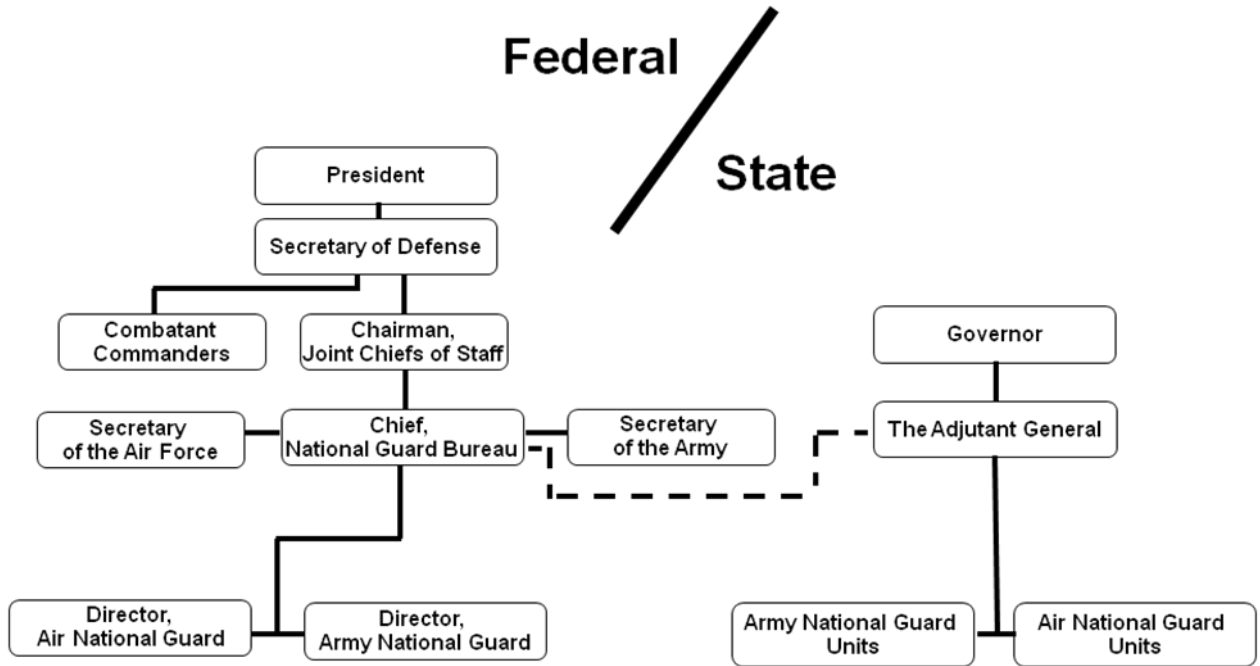 Federal
State
President
Secretary of Defense
Combatant
Commanders
Chairman,
Joint Chiefs of Staff
Governor
Secretary
of the Air Force
Chief,
National Guard Bureau
Secretary
of the Army
The Adjutant General
Director,
Air National Guard
Director,
Army National Guard
Army National Guard
Units
Air National Guard
Units